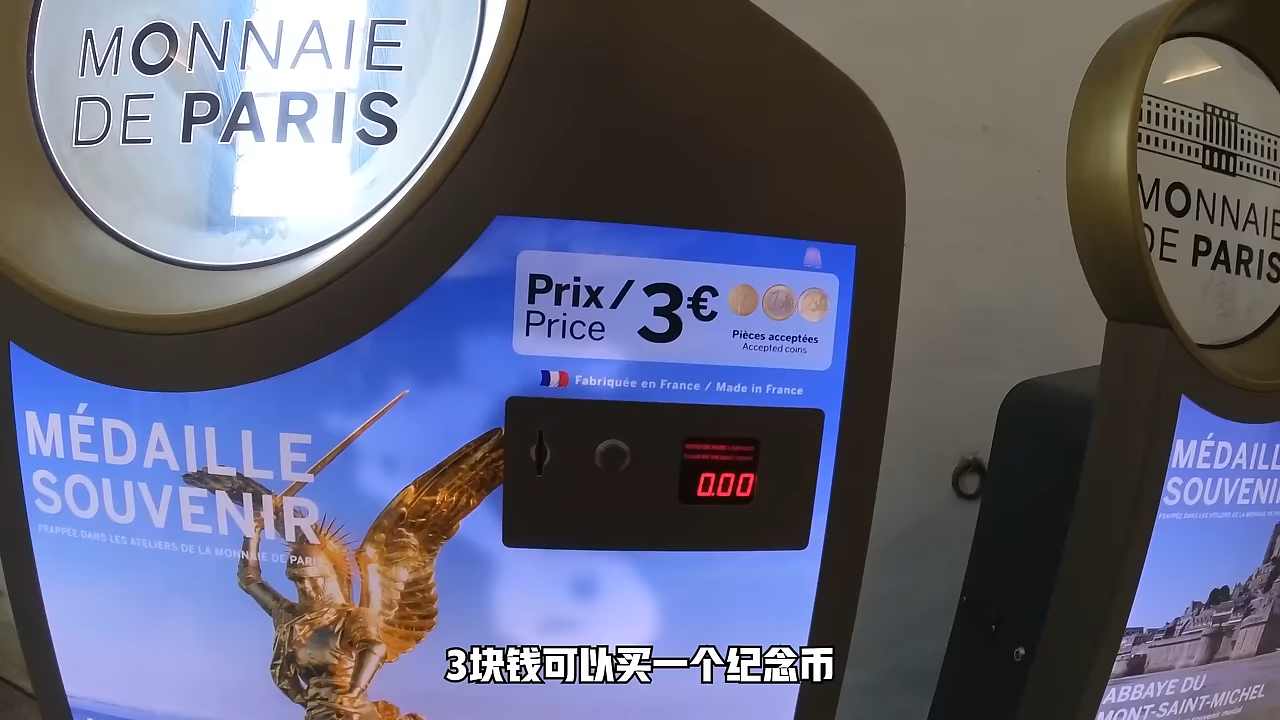 MONNAIE
DE PARIS
Prix / 3€
Price
Pièces acceptées
Accepted coins
Fabriquée en France / Made in France
0.00
MÉDAILLE
SOUVENIR
FRAPPÉE DANS LES ATELIERS DE LA MONNAIE DE PARIS
MONNAIE
DE PARIS
MÉDAILL
SOUVENI
ABBAYE DU
MONT-SAINT-MICHEL
3块钱可以买一个纪念币